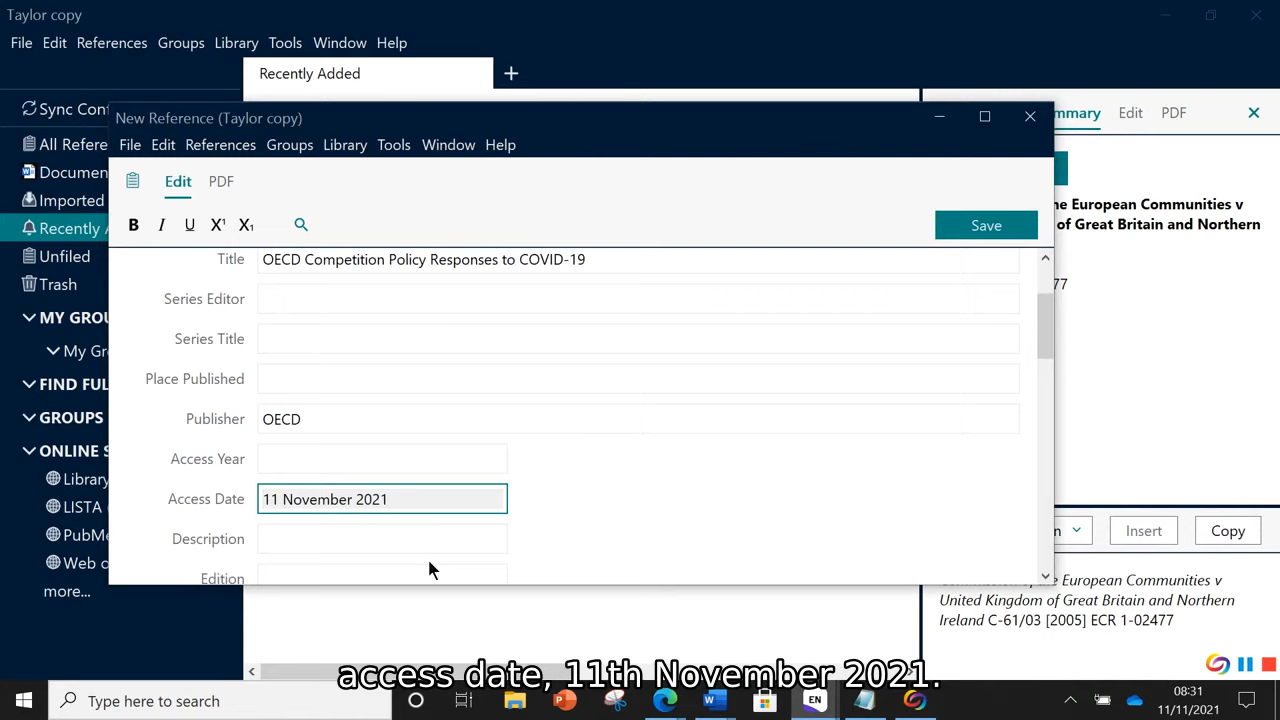 Taylor copy
File Edit References Groups Library Tools Window Help
Recently Added
Sync Con
All Refere
Documen
Imported
Recently A
Unfiled
Trash
MY GROU
My Gr
FIND FUL
GROUPS
ONLINE S
Library
LISTA (
PubMe
Web o
more...
New Reference (Taylor copy)
File Edit References Groups Library Tools Window Help
Edit PDF
B I U X¹ X₁
Save
Title OECD Competition Policy Responses to COVID-19
Series Editor
Series Title
Place Published
Publisher OECD
Access Year
Access Date 11 November 2021
Description
Edition
mmary Edit PDF
he European Communities v
of Great Britain and Northern
77
n Insert Copy
Commission of the European Communities v
United Kingdom of Great Britain and Northern
Ireland C-61/03 [2005] ECR 1-02477
access date, 11th November 2021.
Type here to search
EN
08:31
11/11/2021